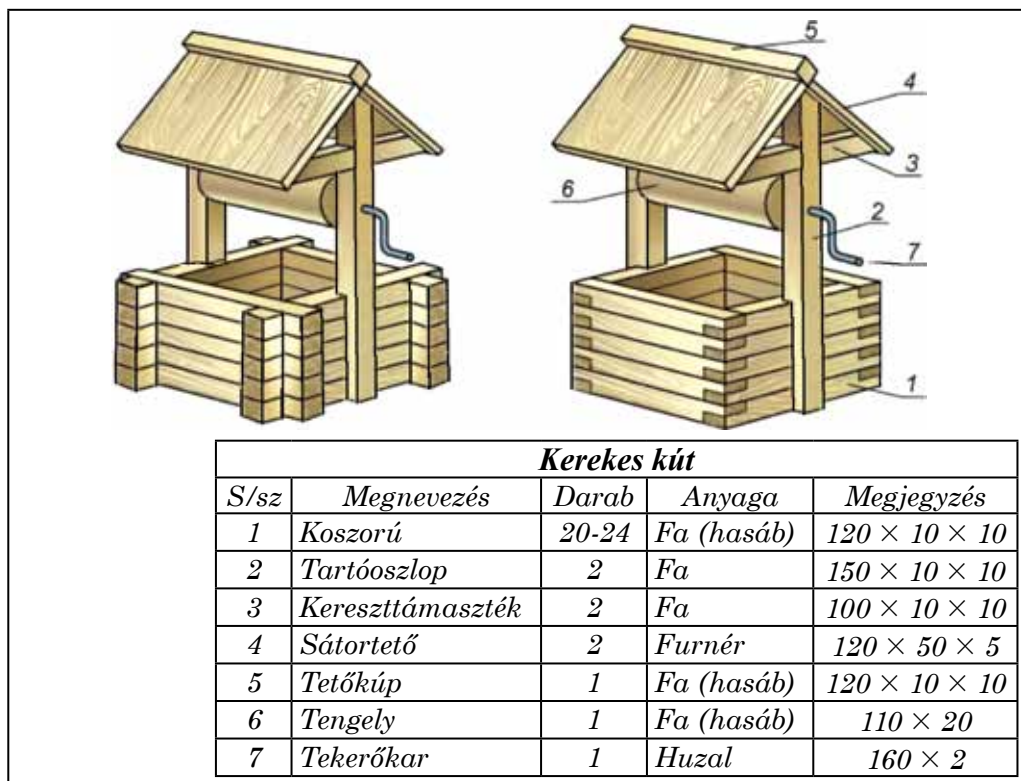 5
4
3
6
2
7
1
Kerekes kút
S/sz Megnevezés Darab Anyaga Megjegyzés
1 Koszorú 20-24 Fa (hasáb) 120 × 10 × 10
2 Tartóoszlop 2 Fa 150 × 10 × 10
3 Kereszttámaszték 2 Fa 100 × 10 × 10
4 Sátortető 2 Furnér 120 × 50 × 5
5 Tetőkúp 1 Fa (hasáb) 120 × 10 × 10
6 Tengely 1 Fa (hasáb) 110 × 20
7 Tekerőkar 1 Huzal 160 × 2